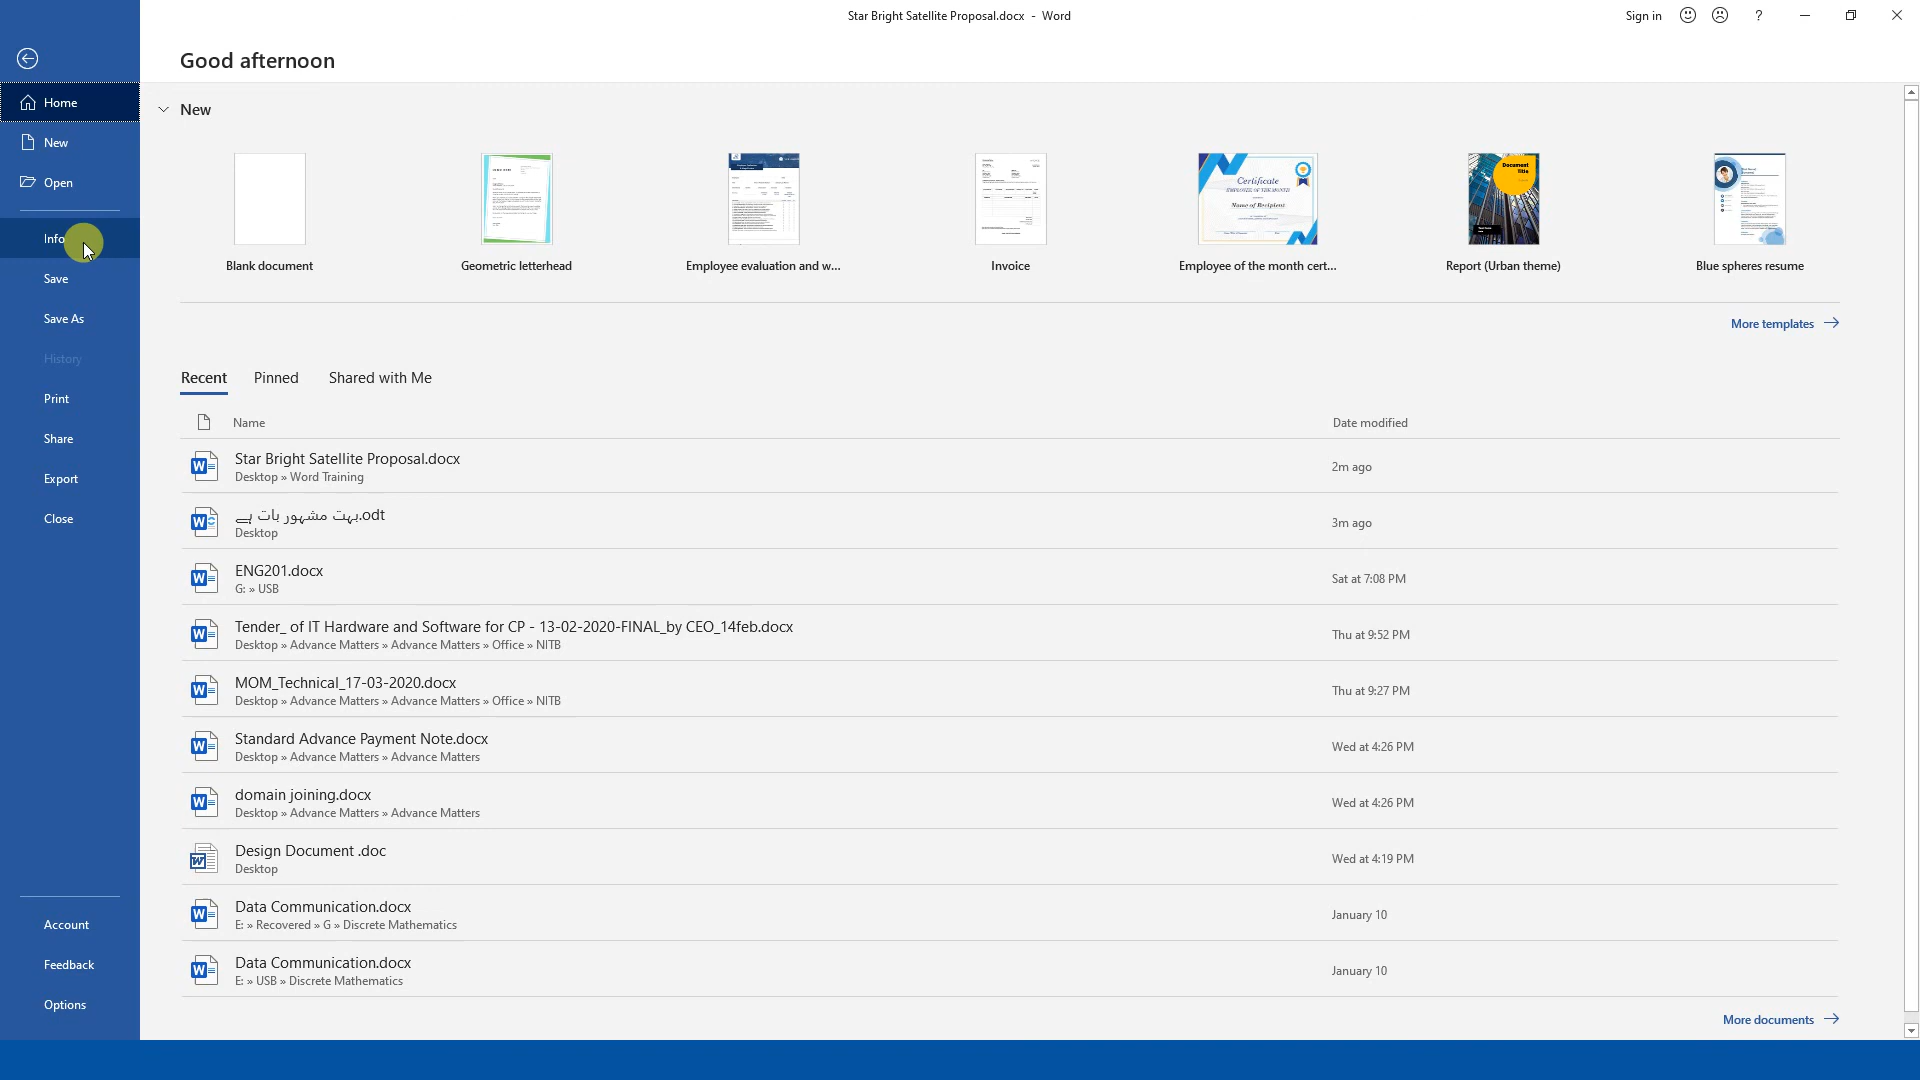 Star Bright Satellite Proposal.docx - Word
Sign in
?
Good afternoon
Home
New
Open
Info
Save
Save As
History
Print
Share
Export
Close
Account
Feedback
Options
New
Document Title
Certificate
EMPLOYEE OF THE MONTH
Name of Recipient
Blank document
Geometric letterhead
Employee evaluation and w...
Invoice
Employee of the month cert...
Report (Urban theme)
Blue spheres resume
More templates
Recent
Pinned
Shared with Me
Name
Date modified
Star Bright Satellite Proposal.docx
Desktop » Word Training
2m ago
بہت مشہور بات ہے.odt
Desktop
3m ago
ENG201.docx
G: » USB
Sat at 7:08 PM
Tender_ of IT Hardware and Software for CP - 13-02-2020-FINAL_by CEO_14feb.docx
Desktop » Advance Matters » Advance Matters » Office » NITB
Thu at 9:52 PM
MOM_Technical_17-03-2020.docx
Desktop » Advance Matters » Advance Matters » Office » NITB
Thu at 9:27 PM
Standard Advance Payment Note.docx
Desktop » Advance Matters » Advance Matters
Wed at 4:26 PM
domain joining.docx
Desktop » Advance Matters » Advance Matters
Wed at 4:26 PM
Design Document .doc
Desktop
Wed at 4:19 PM
Data Communication.docx
E: » Recovered » G » Discrete Mathematics
January 10
Data Communication.docx
E: » USB » Discrete Mathematics
January 10
More documents